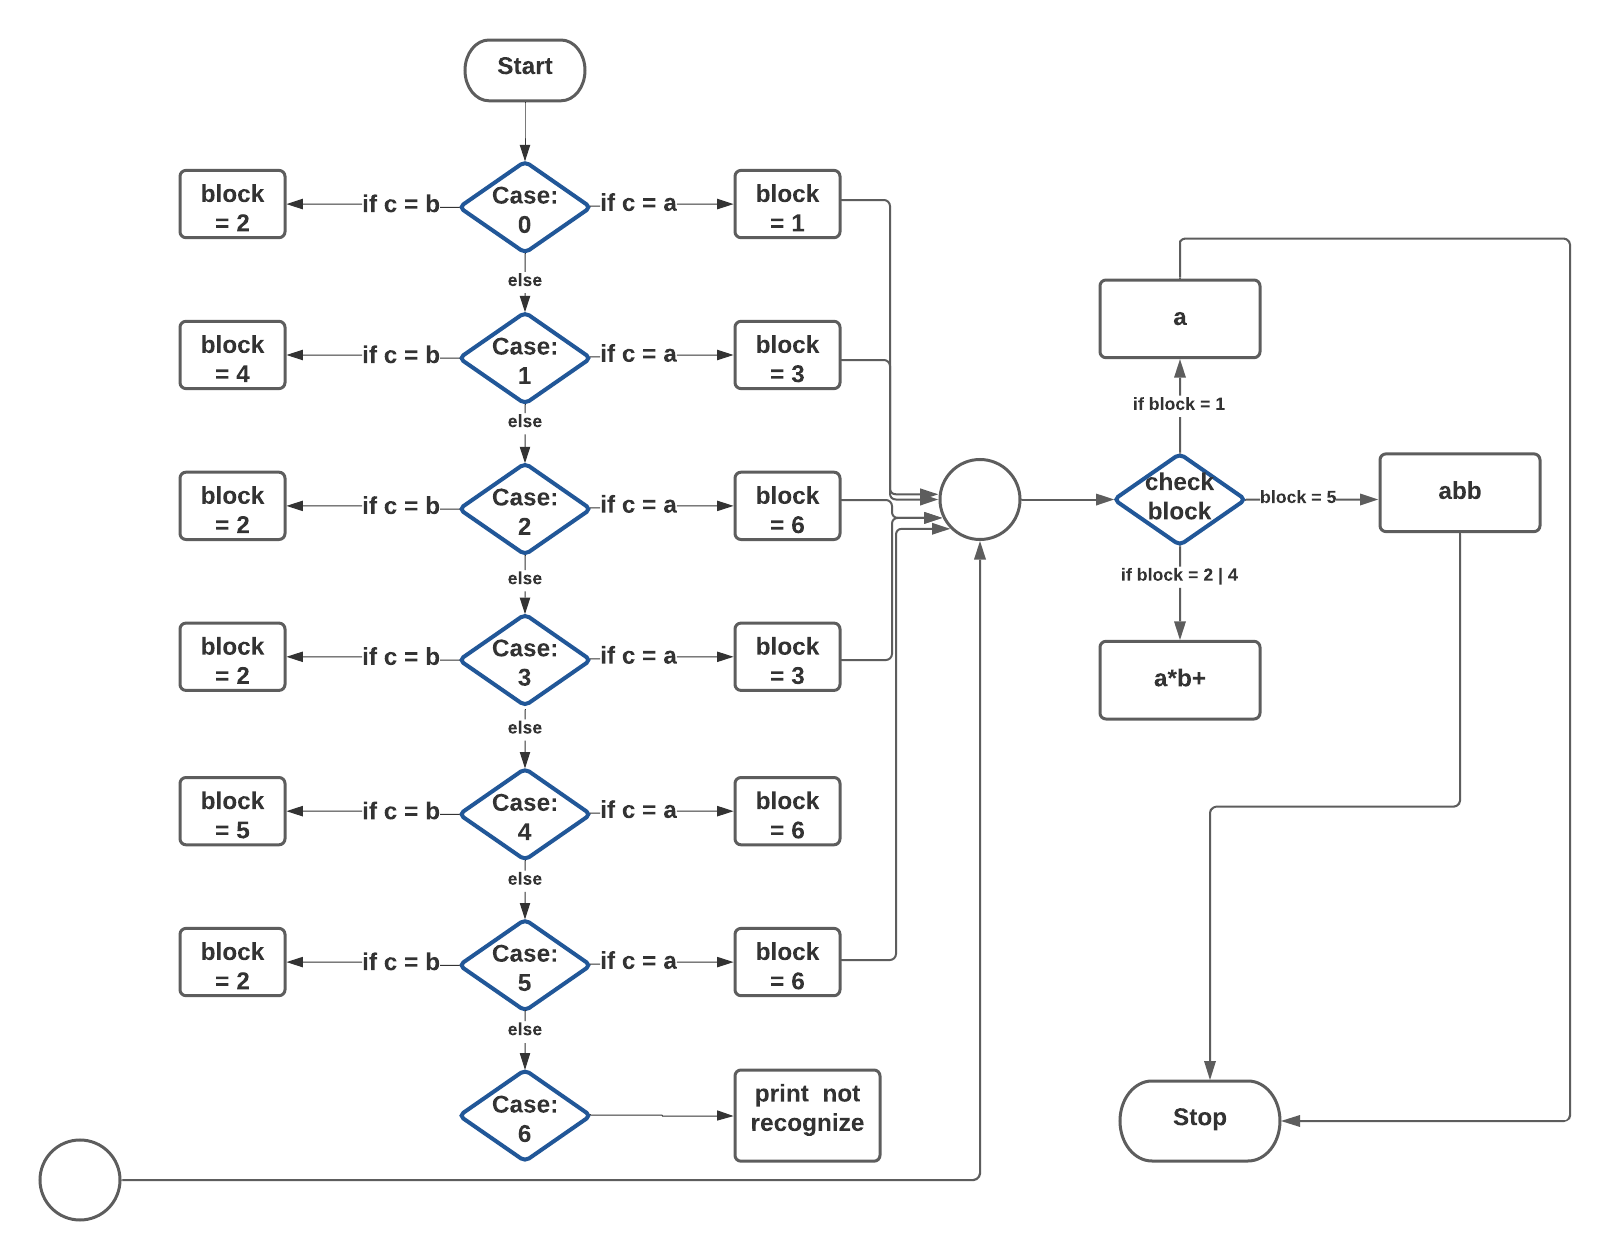 Start
block
= 2
if c = b
Case:
0
if c = a
block
= 1
else
block
= 4
if c = b
Case:
1
if c = a
block
= 3
else
block
= 2
if c = b
Case:
2
if c = a
block
= 6
else
block
= 2
if c = b
Case:
3
if c = a
block
= 3
else
block
= 5
if c = b
Case:
4
if c = a
block
= 6
else
block
= 2
if c = b
Case:
5
if c = a
block
= 6
else
Case:
6
print not
recognize
a
if block = 1
check
block
block = 5
abb
if block = 2 | 4
a*b+
Stop